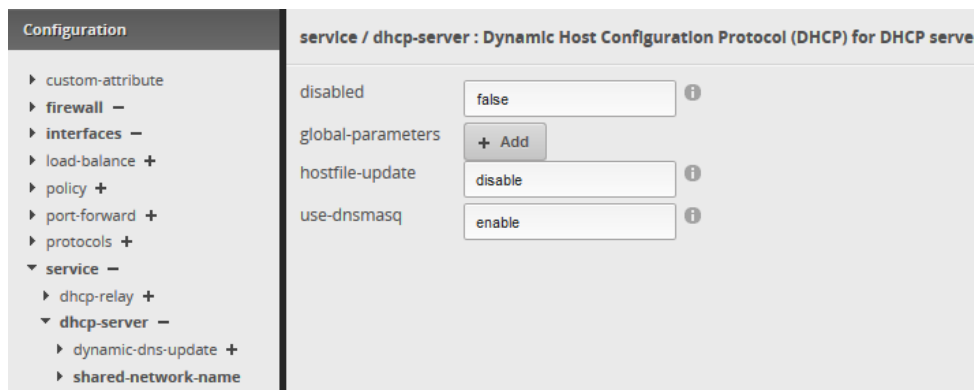 Configuration
custom-attribute
firewall −
interfaces −
load-balance +
policy +
port-forward +
protocols +
service −
dhcp-relay +
dhcp-server −
dynamic-dns-update +
shared-network-name
service / dhcp-server : Dynamic Host Configuration Protocol (DHCP) for DHCP serve
disabled false
global-parameters + Add
hostfile-update disable
use-dnsmasq enable